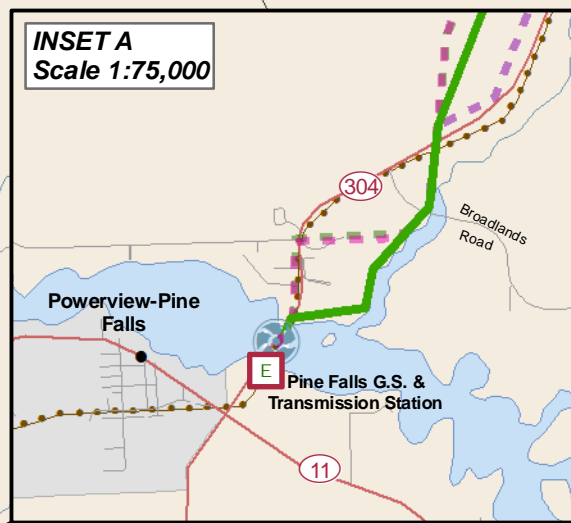 INSET A
Scale 1:75,000
304
Broadlands
Road
Powerview-Pine
Falls
E
Pine Falls G.S. &
Transmission Station
11